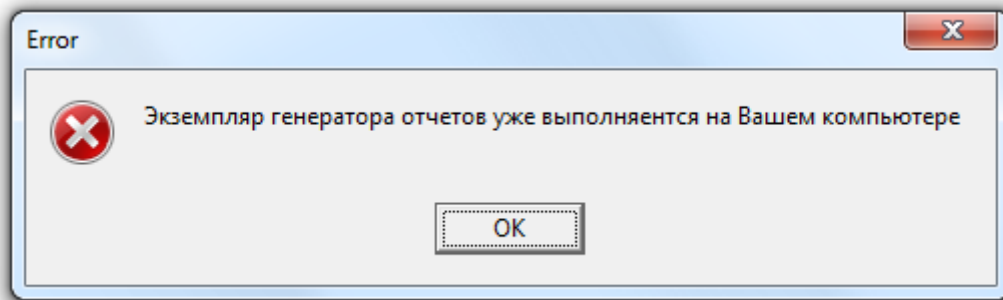 Error
Экземпляр генератора отчетов уже выполняентся на Вашем компьютере
OK